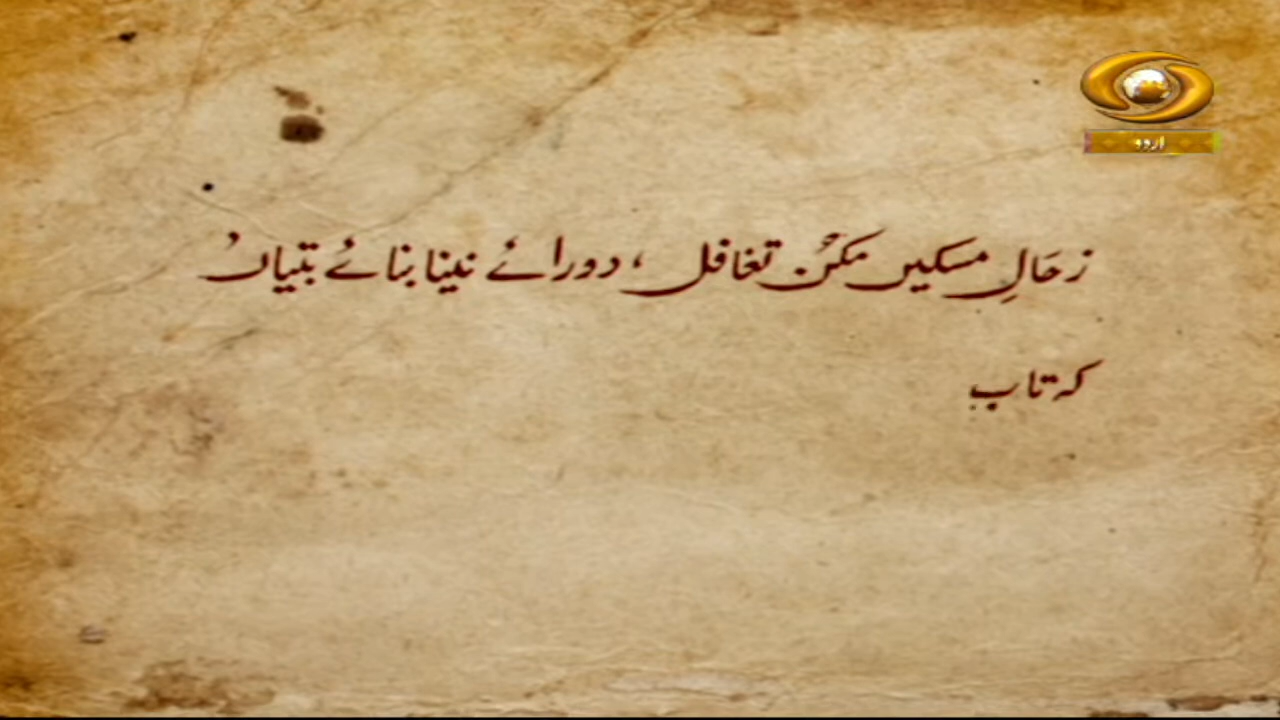 اردو
زحالِ مسکیں مکن تغافل، دورائے نینا بنائے بتیاں
کہ تاب